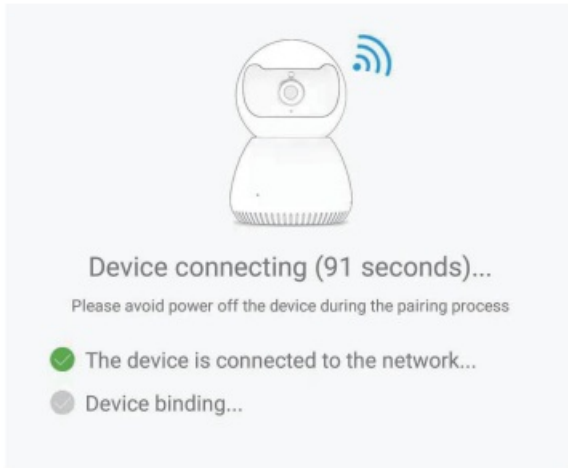 Device connecting (91 seconds)...
Please avoid power off the device during the pairing process
The device is connected to the network...
Device binding...